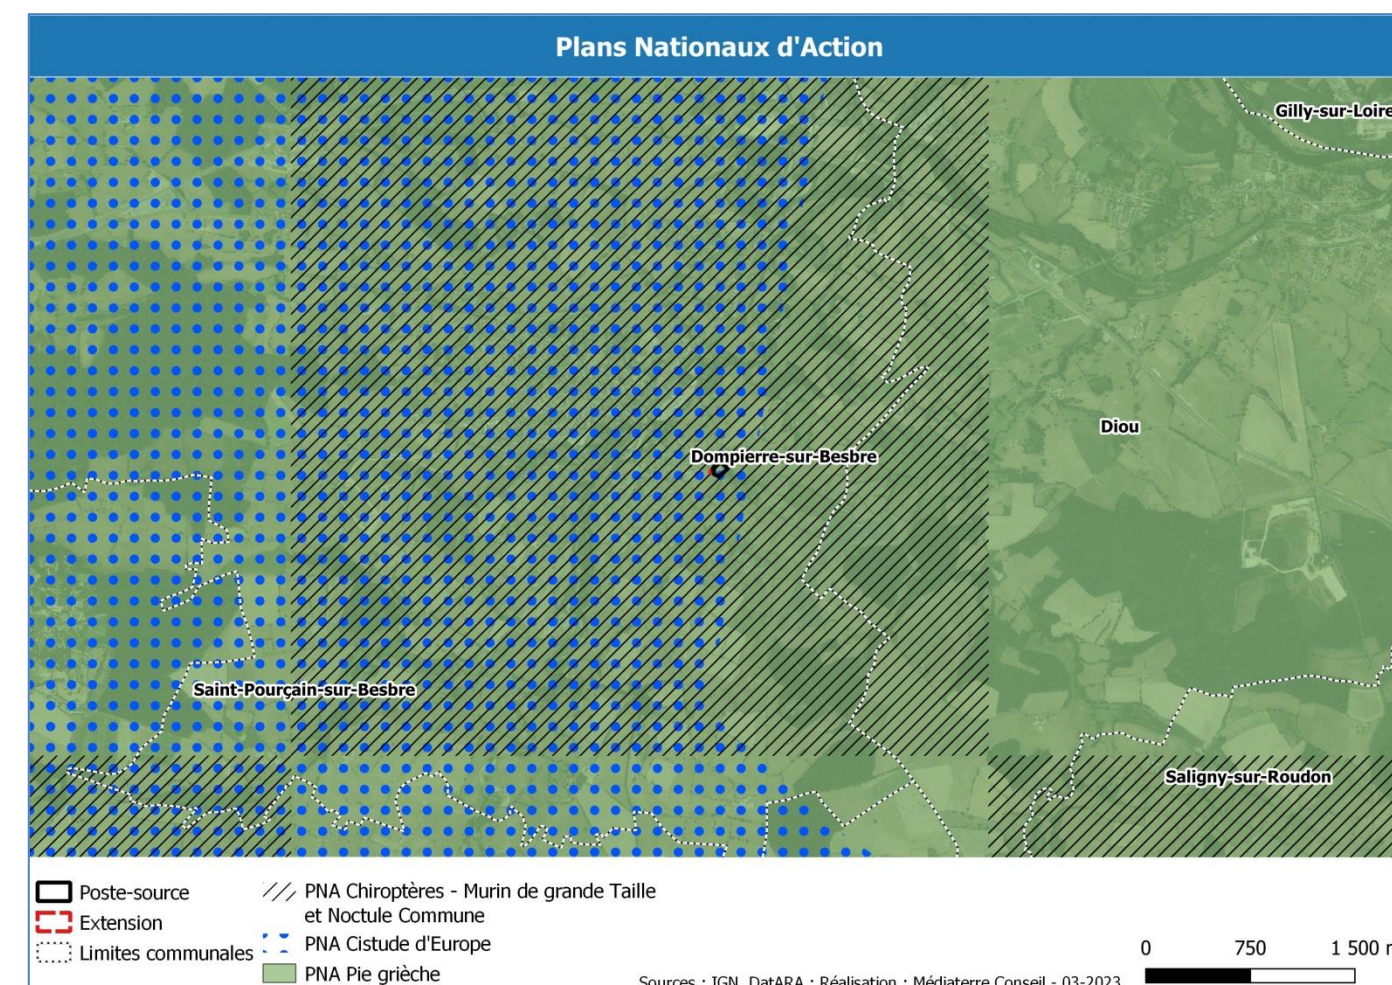 Plans Nationaux d'Action
Gilly-sur-Loire
Diou
Dompierre-sur-Besbre
Saint-Pourçain-sur-Besbre
Saligny-sur-Roudon
Poste-source
Extension
Limites communales
PNA Chiroptères - Murin de grande Taille
et Noctule Commune
PNA Cistude d'Europe
PNA Pie grièche
0 750 1 500
Sources : IGN, DatARA ; Réalisation : Médiaterre Conseil - 03-2023